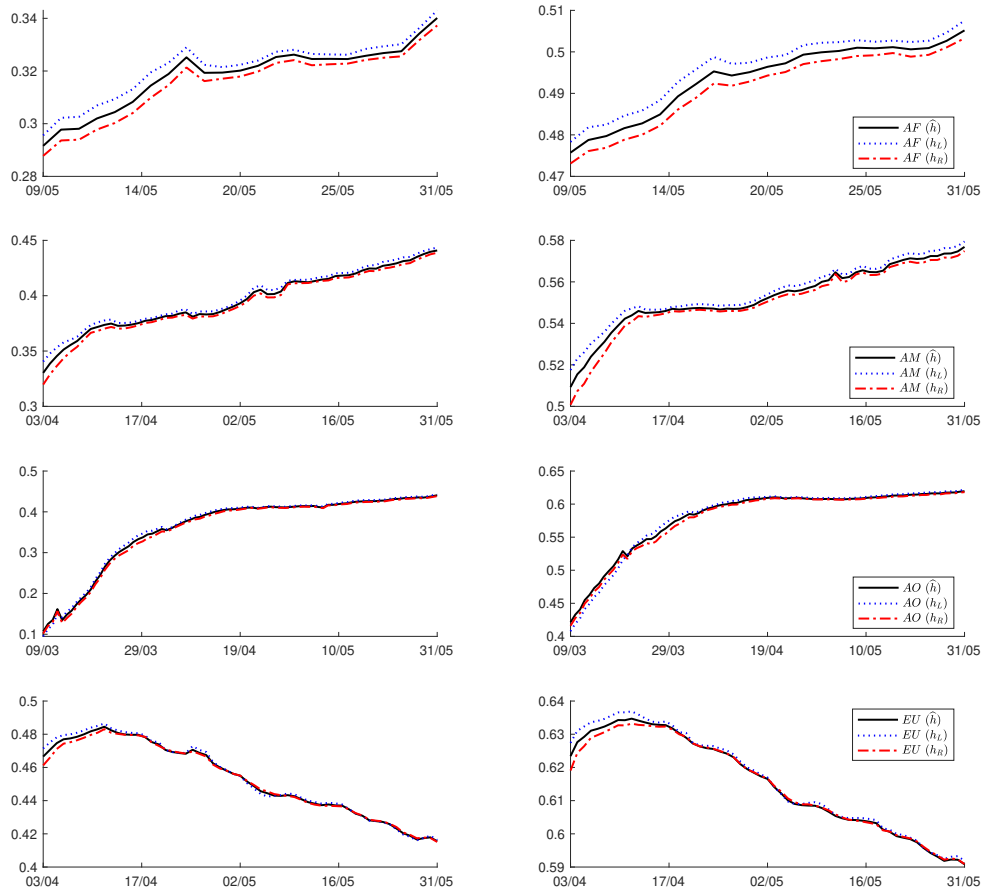 0.34
0.32
0.3
0.28
09/05 14/05 20/05 25/05 31/05
0.51
0.5
0.49
0.48
0.47
09/05 14/05 20/05 25/05 31/05
AF (ĥ)
AF (h_L)
AF (h_R)
0.45
0.4
0.35
0.3
03/04 17/04 02/05 16/05 31/05
0.58
0.56
0.54
0.52
0.5
03/04 17/04 02/05 16/05 31/05
AM (ĥ)
AM (h_L)
AM (h_R)
0.5
0.4
0.3
0.2
0.1
09/03 29/03 19/04 10/05 31/05
0.65
0.6
0.55
0.5
0.45
0.4
09/03 29/03 19/04 10/05 31/05
AO (ĥ)
AO (h_L)
AO (h_R)
0.5
0.48
0.46
0.44
0.42
0.4
03/04 17/04 02/05 16/05 31/05
0.64
0.63
0.62
0.61
0.6
0.59
03/04 17/04 02/05 16/05 31/05
EU (ĥ)
EU (h_L)
EU (h_R)